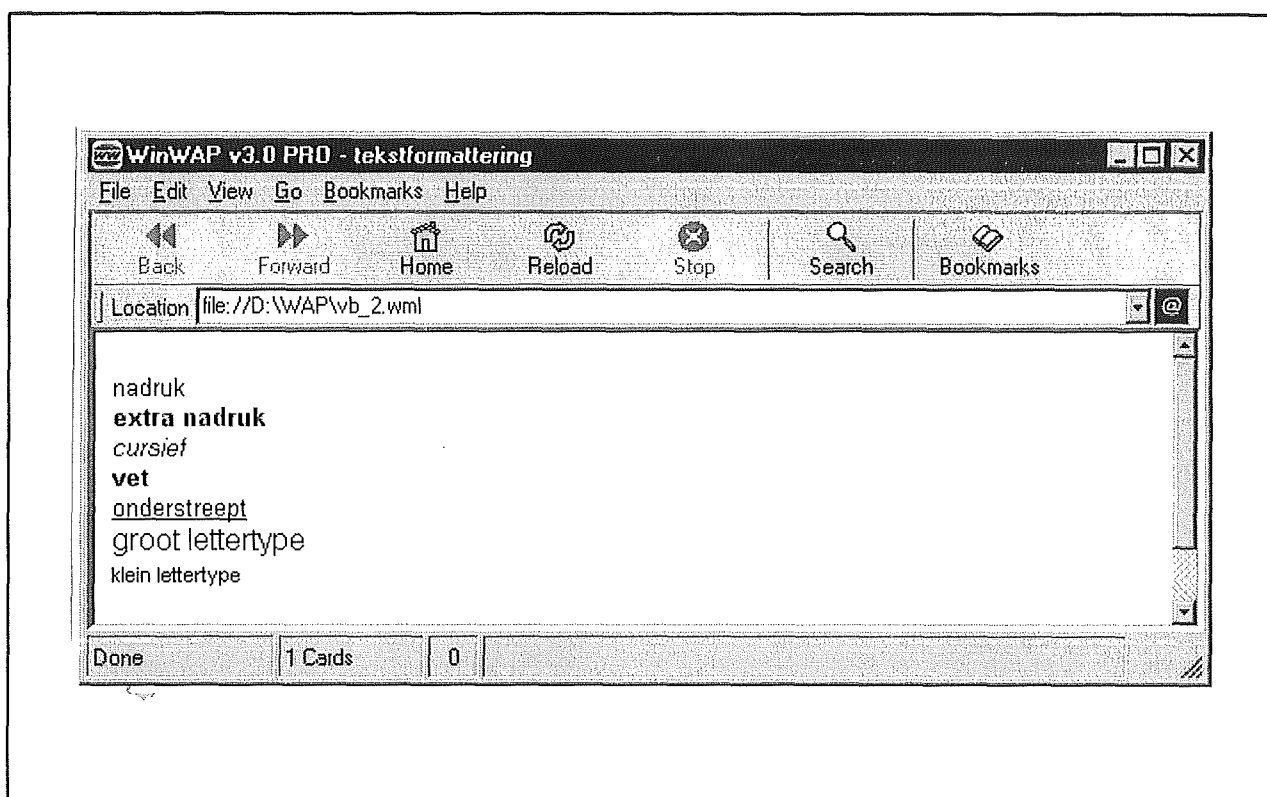 WinWAP v3.0 PRO - tekstformattering
File Edit View Go Bookmarks Help
Back Forward Home Reload Stop Search Bookmarks
Location file://D:\WAP\vb_2.wml @
nadruk
extra nadruk
cursief
vet
onderstreept
groot lettertype
klein lettertype
Done 1 Cards 0